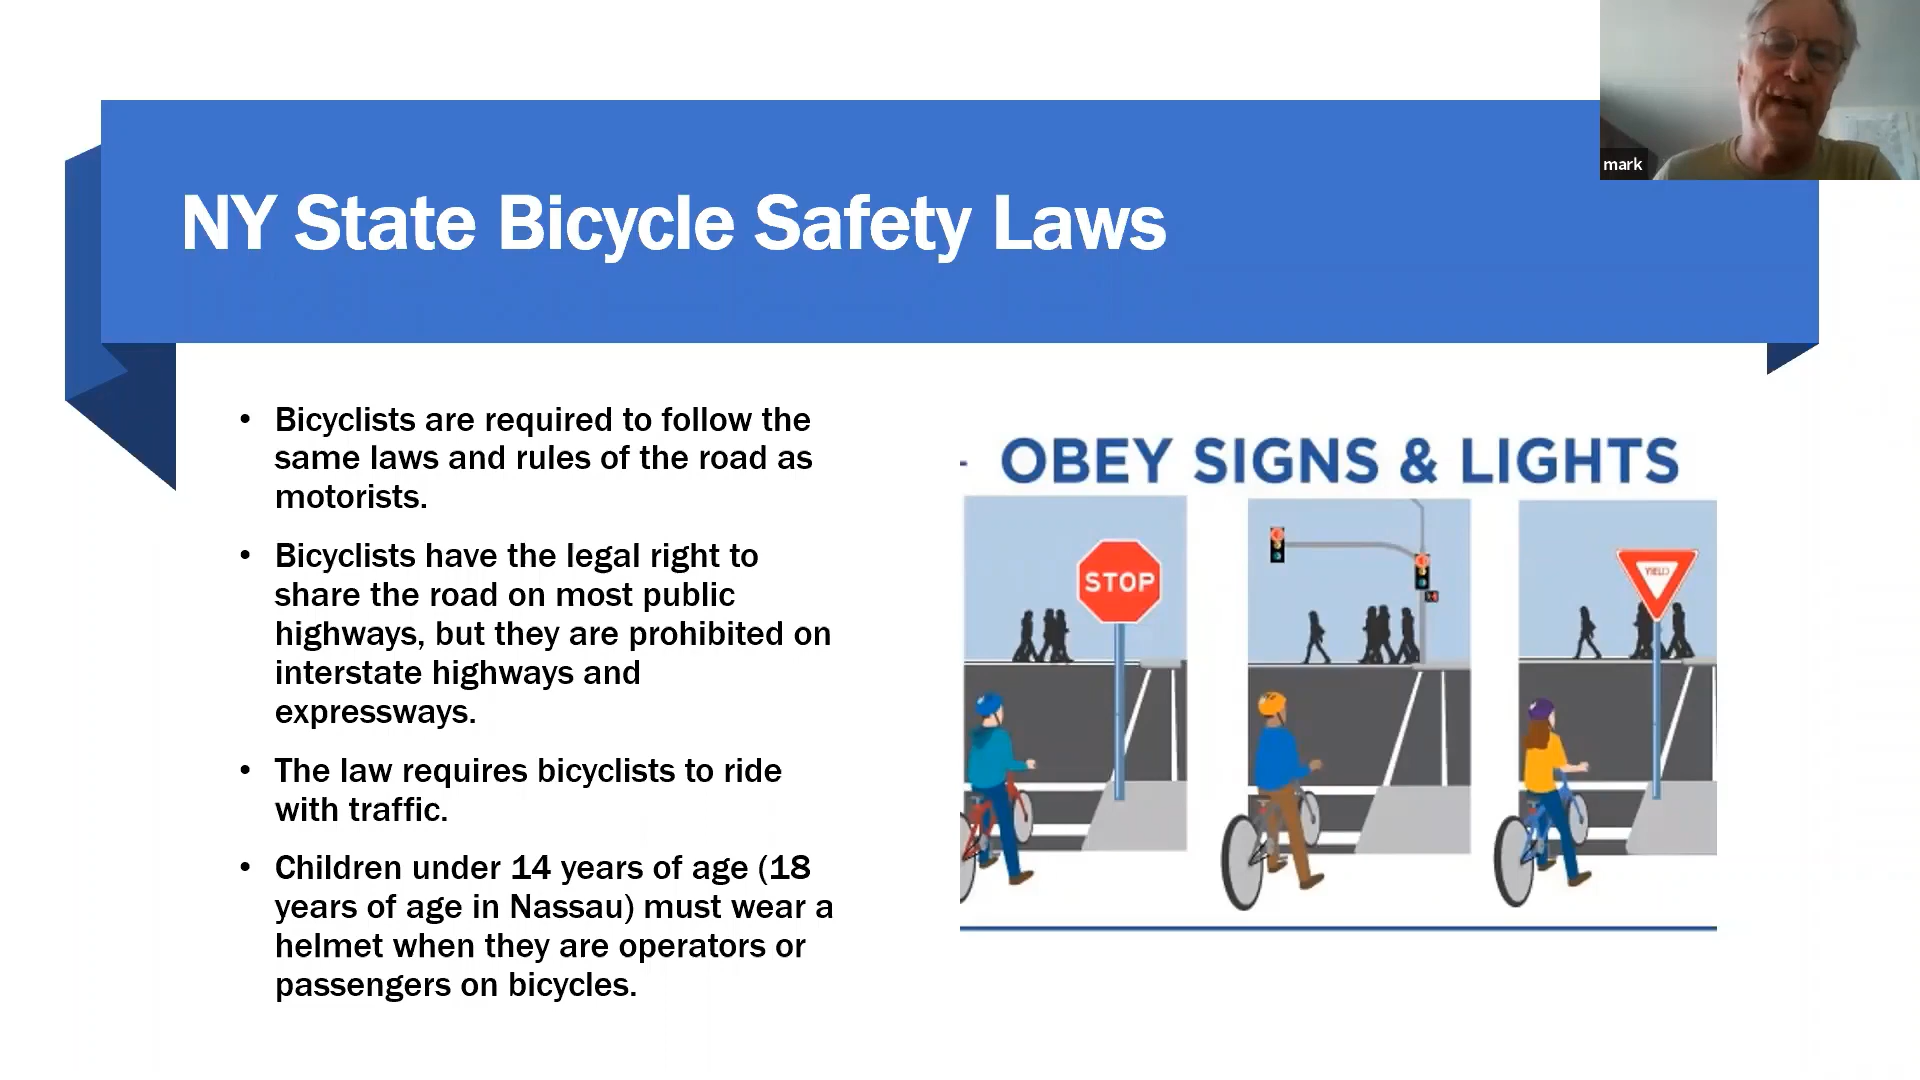 mark
NY State Bicycle Safety Laws
• Bicyclists are required to follow the
same laws and rules of the road as
motorists.
• Bicyclists have the legal right to
share the road on most public
highways, but they are prohibited on
interstate highways and
expressways.
• The law requires bicyclists to ride
with traffic.
• Children under 14 years of age (18
years of age in Nassau) must wear a
helmet when they are operators or
passengers on bicycles.
- OBEY SIGNS & LIGHTS
STOP
YIELD